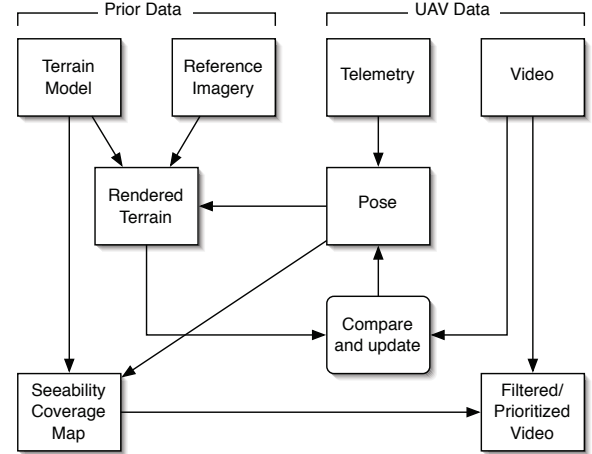 Prior Data
UAV Data
Terrain
Model
Reference
Imagery
Telemetry
Video
Rendered
Terrain
Pose
Compare
and update
Seeability
Coverage
Map
Filtered/
Prioritized
Video